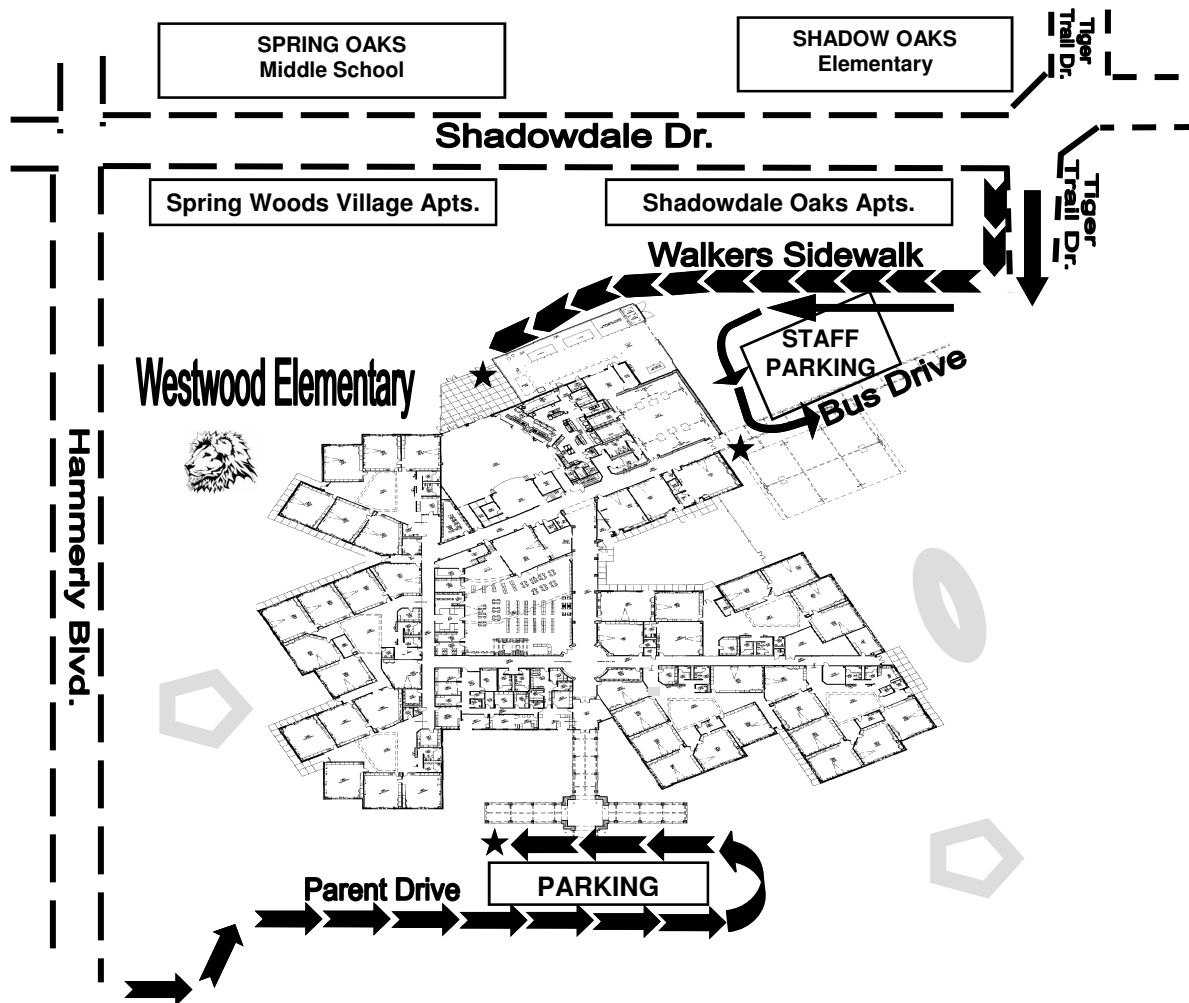 SPRING OAKS
Middle School
SHADOW OAKS
Elementary
Tiger
Trail Dr.
Shadowdale Dr.
Spring Woods Village Apts.
Shadowdale Oaks Apts.
Tiger
Trail Dr.
Walkers Sidewalk
STAFF
PARKING
Bus Drive
Westwood Elementary
Hammerly Blvd.
Parent Drive
PARKING